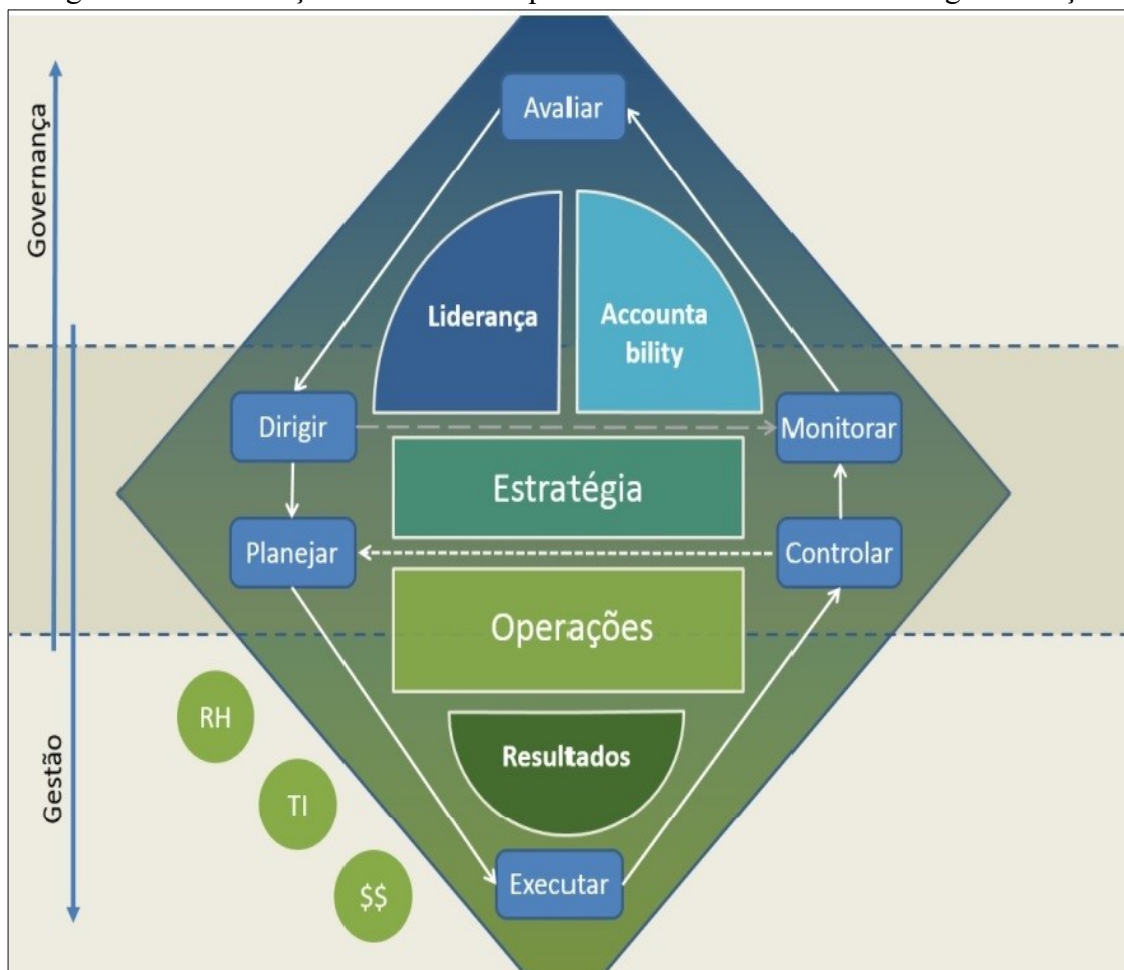 Avaliar
Governança
Liderança
Accounta
bility
Dirigir
Monitorar
Estratégia
Planejar
Controlar
Operações
RH
Gestão
Resultados
TI
Executar
$$